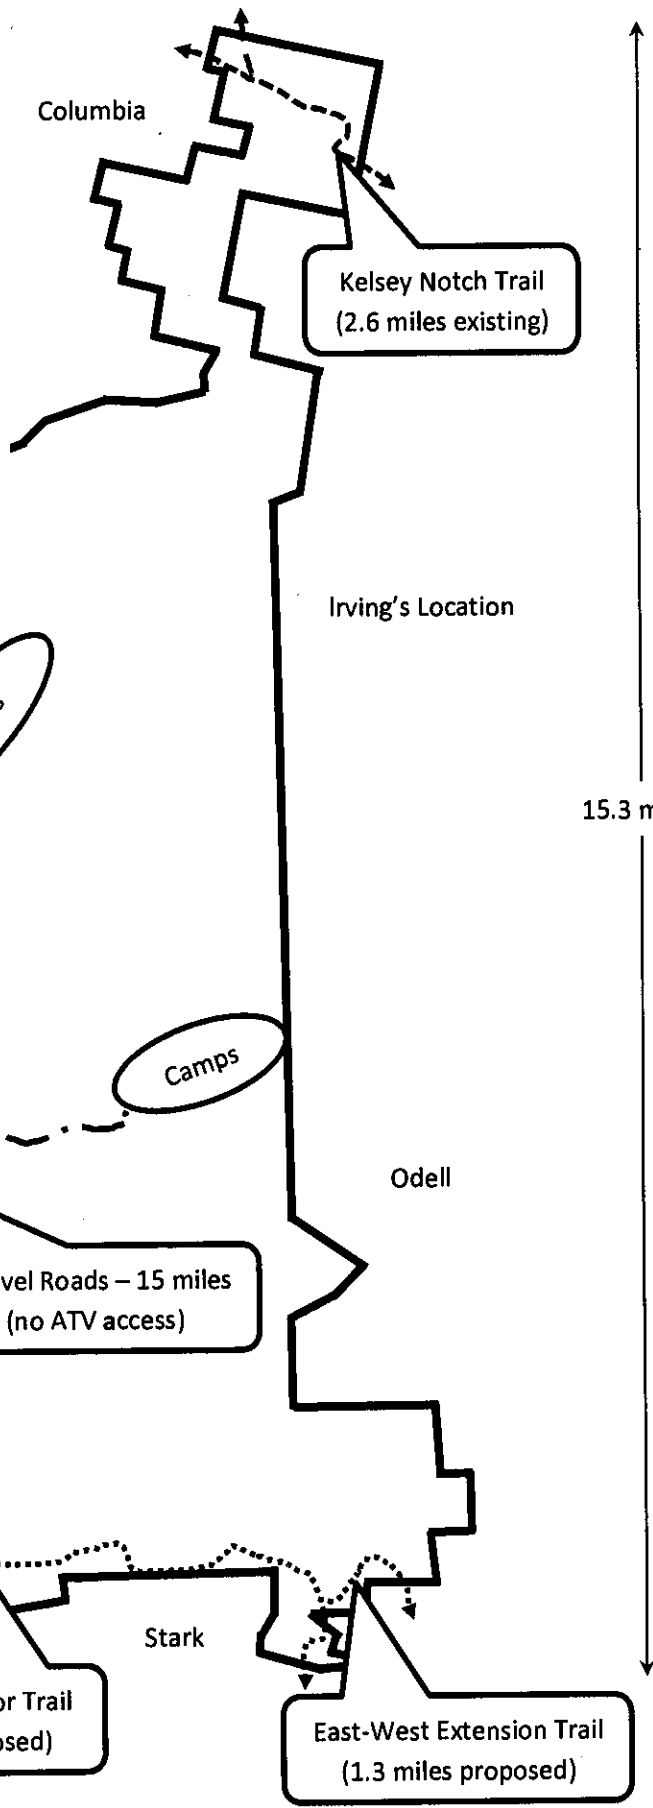 Columbia
Kelsey Notch Trail
(2.6 miles existing)
Irving's Location
15.3 m
Camps
Odell
vel Roads – 15 miles
(no ATV access)
Stark
or Trail
osed)
East-West Extension Trail
(1.3 miles proposed)